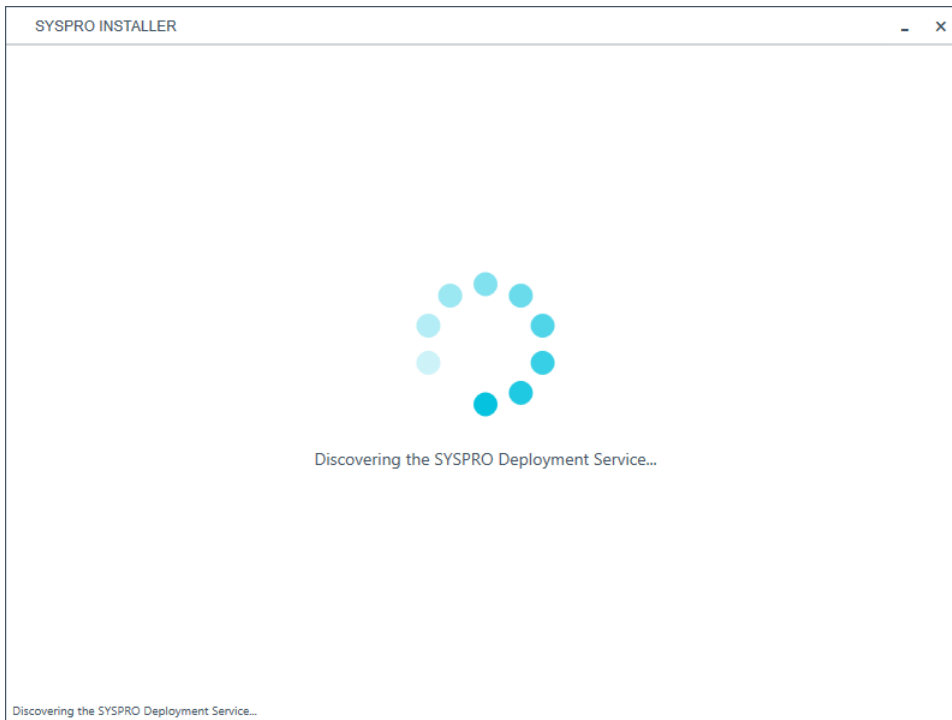 SYSPRO INSTALLER
Discovering the SYSPRO Deployment Service...
Discovering the SYSPRO Deployment Service...